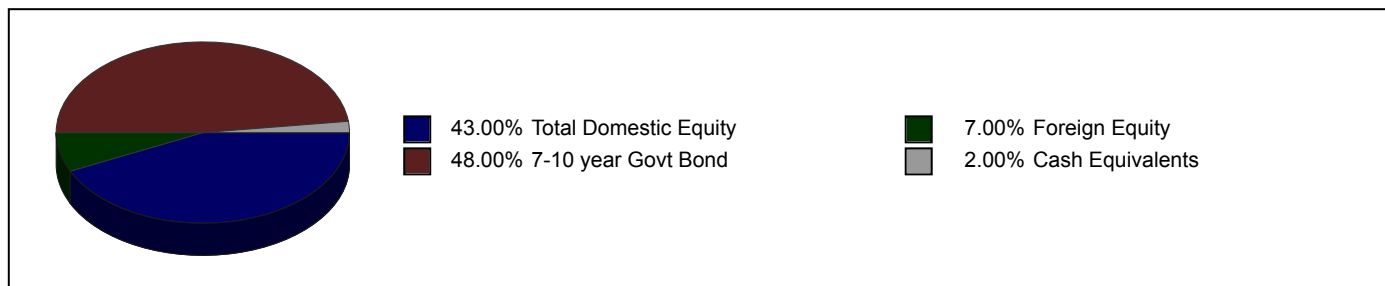 43.00% Total Domestic Equity
7.00% Foreign Equity
48.00% 7-10 year Govt Bond
2.00% Cash Equivalents